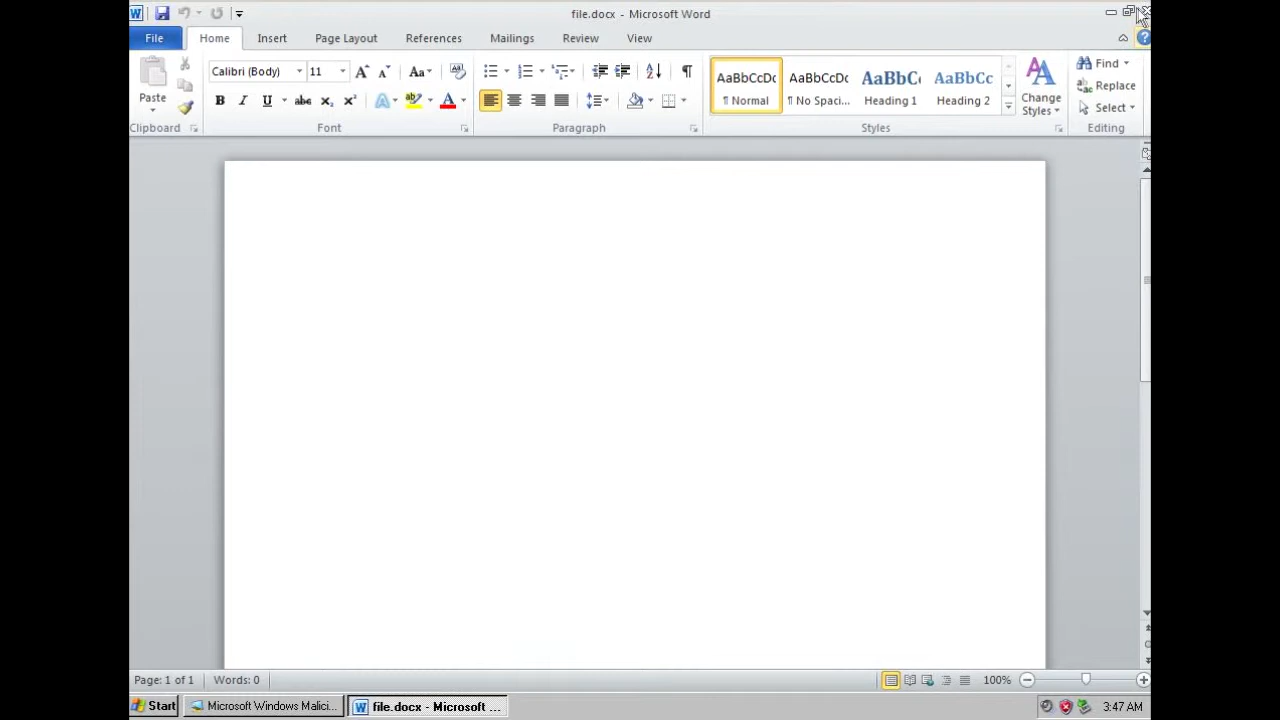 file.docx - Microsoft Word
File Home Insert Page Layout References Mailings Review View
Calibri (Body) 11 Aa
Paste
B I U abc x₂ x² A A
AaBbCcDc AaBbCcDc AaBbCc AaBbCc
¶ Normal ¶ No Spaci... Heading 1 Heading 2
Change Styles
Find
Replace
Select
Clipboard Font Paragraph Styles Editing
Page: 1 of 1 Words: 0 100%
Start Microsoft Windows Malici... file.docx - Microsoft ... 3:47 AM